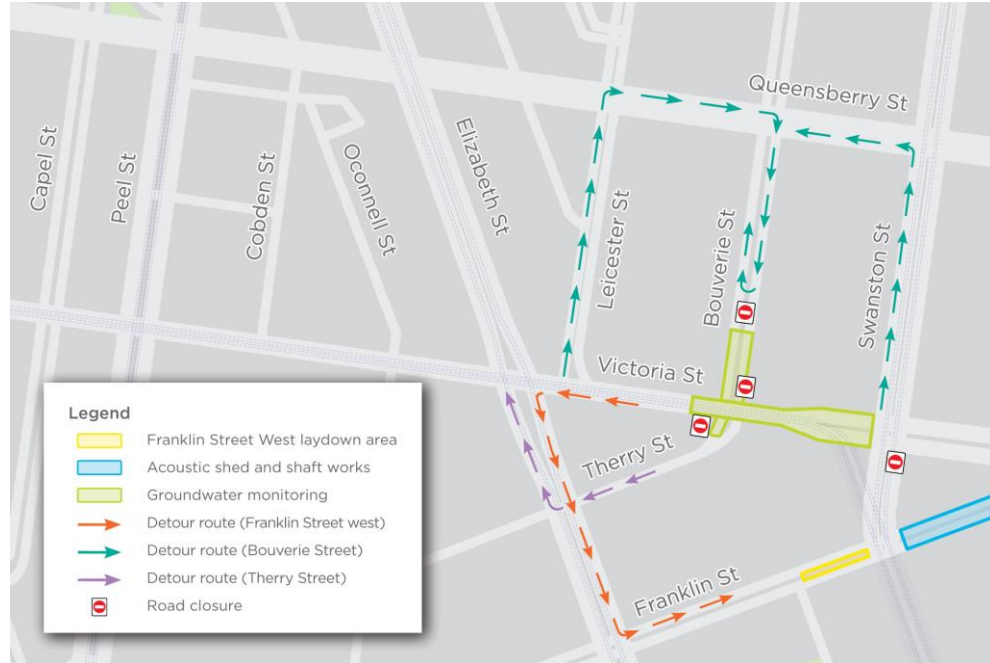 Queensberry St
Capel St
Peel St
Cobden St
Oconnell St
Elizabeth St
Leicester St
Bouverie St
Swanston St
Victoria St
Therry St
Franklin St
Legend
Franklin Street West laydown area
Acoustic shed and shaft works
Groundwater monitoring
Detour route (Franklin Street west)
Detour route (Bouverie Street)
Detour route (Therry Street)
Road closure